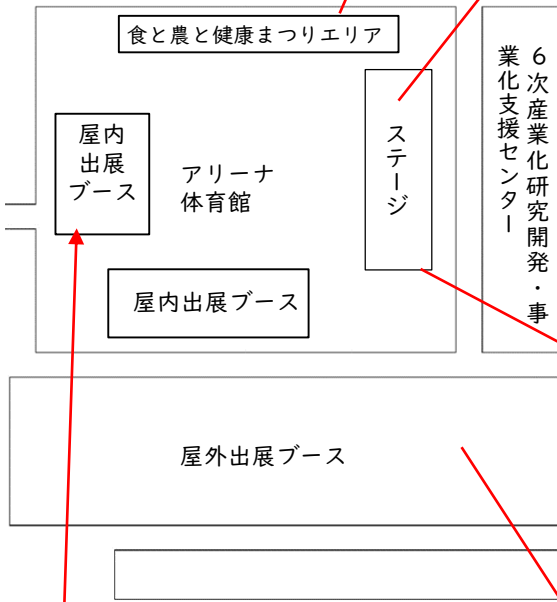 食と農と健康まつりエリア
屋内
出展
ブース
アリーナ
体育館
ステージ
６次産業化研究開発・事
業化支援センター
屋内出展ブース
屋外出展ブース